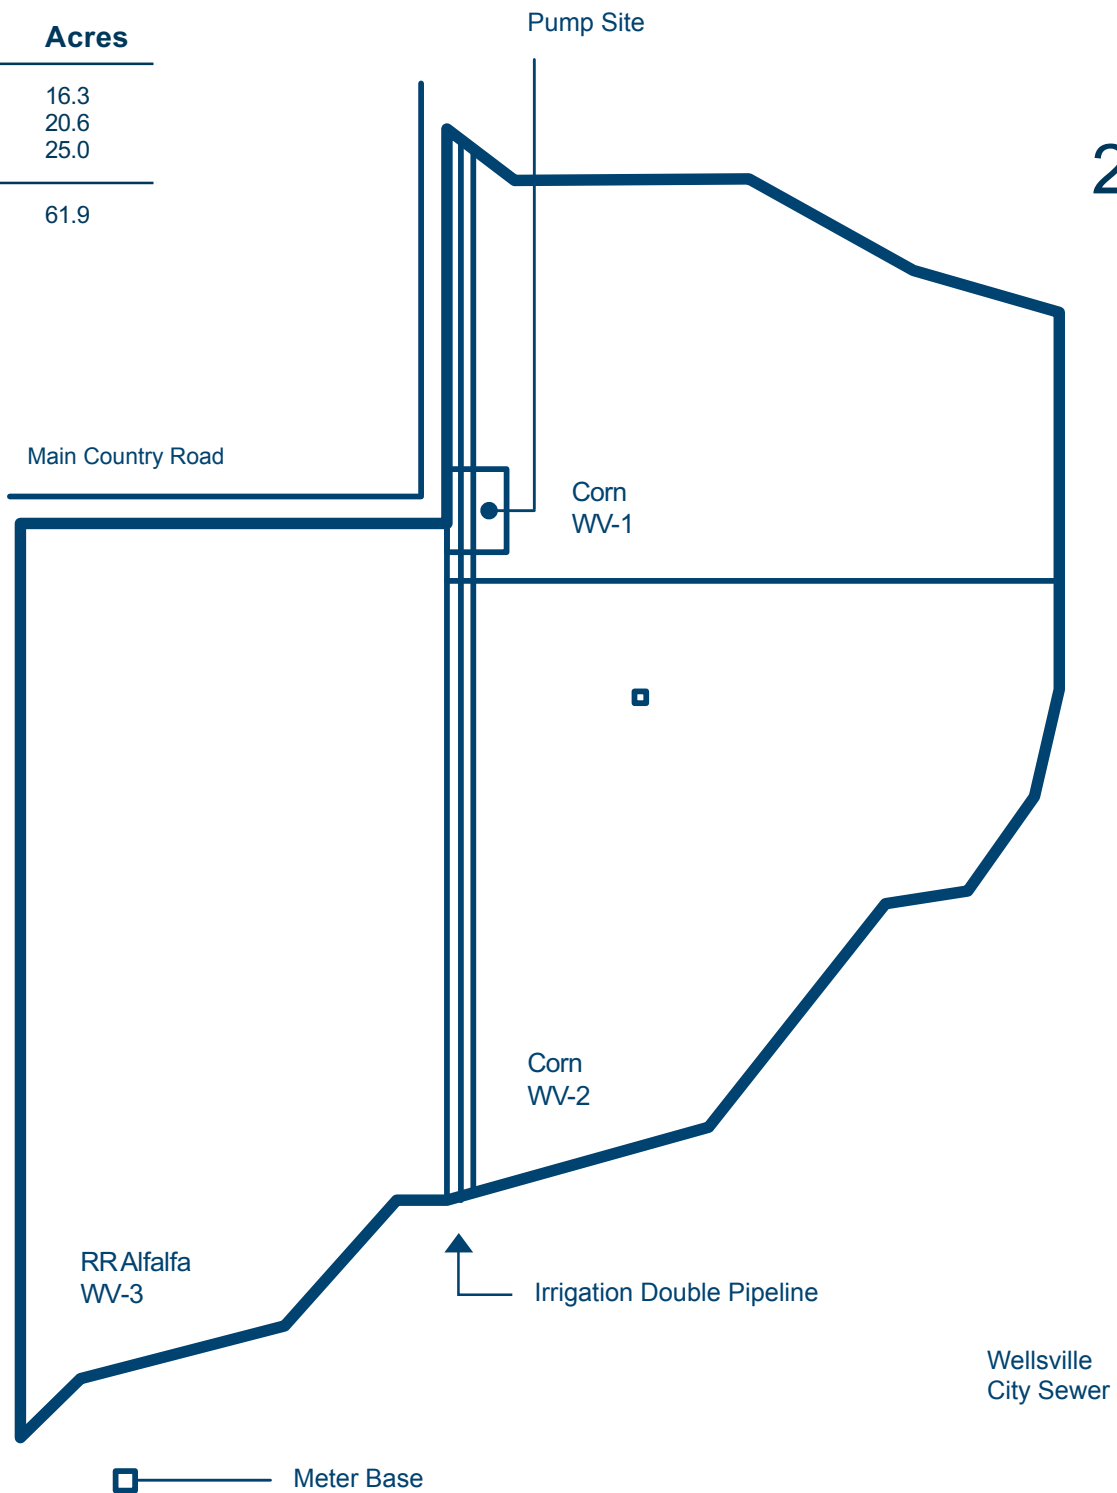 Pump Site
Acres
16.3
20.6
25.0
61.9
2
Main Country Road
Corn
WV-1
Corn
WV-2
RR Alfalfa
WV-3
Irrigation Double Pipeline
Wellsville
City Sewer
Meter Base